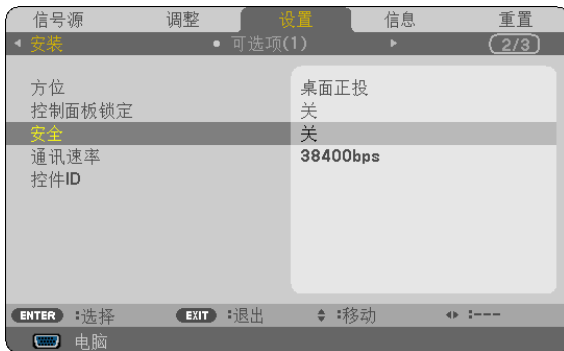 信号源 调整 设置 信息 重置
安装 • 可选项(1) 2/3
方位 桌面正投
控制面板锁定 关
安全 关
通讯速率 38400bps
控件ID
ENTER :选择 EXIT :退出 :移动 :---
电脑